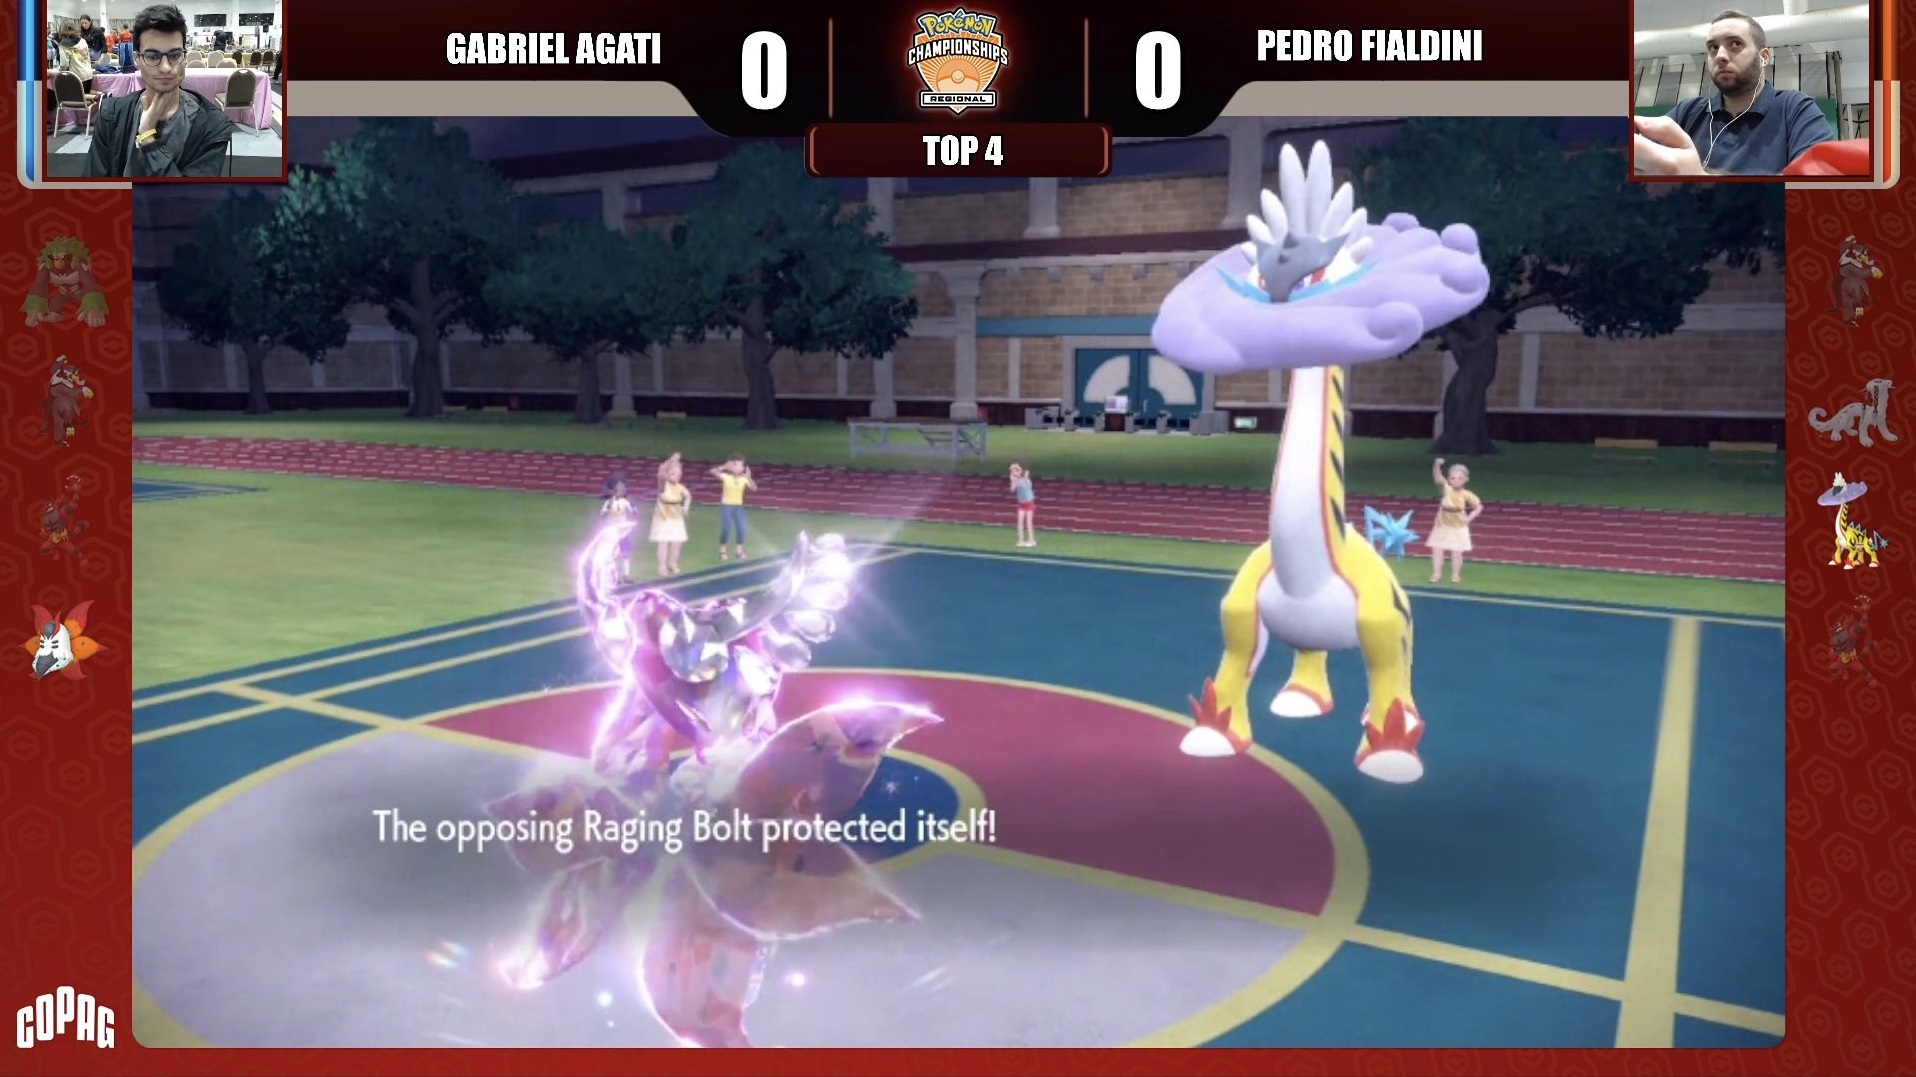 GABRIEL AGATI
0
POKÉMON
CHAMPIONSHIPS
REGIONAL
0
PEDRO FIALDINI
TOP 4
The opposing Raging Bolt protected itself!
COPAG